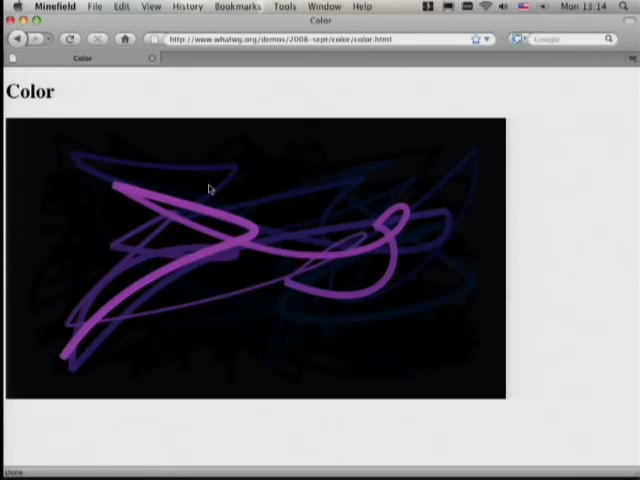 Minefield File Edit View History Bookmarks Tools Window Help Mon 13:14
Color
http://www.whatwg.org/demos/2008-sept/color/color.html Google
Color
Color
Done